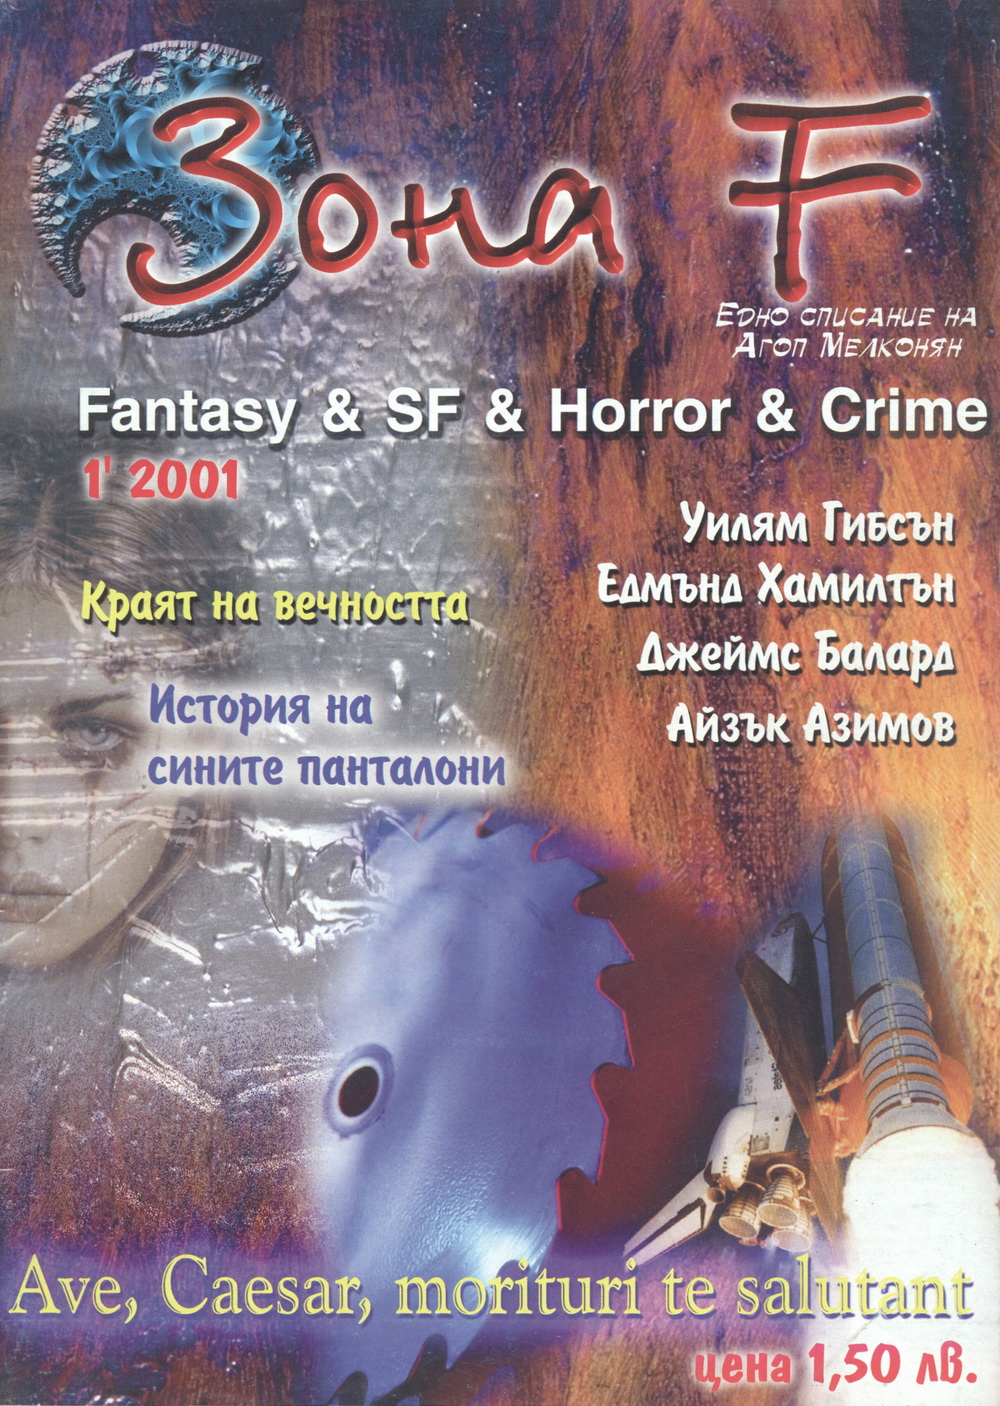 Зона F
Едно списание на
Агоп Мелконян
Fantasy & SF & Horror & Crime
1' 2001
Уилям Гибсън
Едмънд Хамилтън
Джеймс Балард
Айзък Азимов
Краят на вечността
История на
сините панталони
Ave, Caesar, morituri te salutant
цена 1,50 лв.